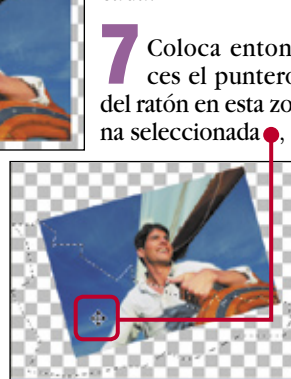 7 Coloca enton-
ces el puntero
del ratón en esta zo-
na seleccionada ,